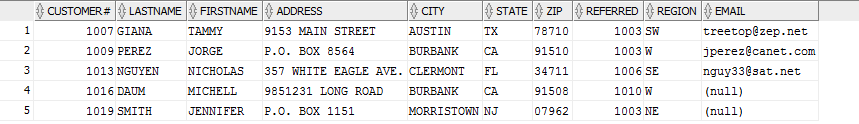 CUSTOMER# LASTNAME FIRSTNAME ADDRESS CITY STATE ZIP REFERRED REGION EMAIL
1 1007 GIANA TAMMY 9153 MAIN STREET AUSTIN TX 78710 1003 SW treetop@zep.net
2 1009 PEREZ JORGE P.O. BOX 8564 BURBANK CA 91510 1003 W jperez@canet.com
3 1013 NGUYEN NICHOLAS 357 WHITE EAGLE AVE. CLERMONT FL 34711 1006 SE nguy33@sat.net
4 1016 DAUM MICHELL 9851231 LONG ROAD BURBANK CA 91508 1010 W (null)
5 1019 SMITH JENNIFER P.O. BOX 1151 MORRISTOWN NJ 07962 1003 NE (null)